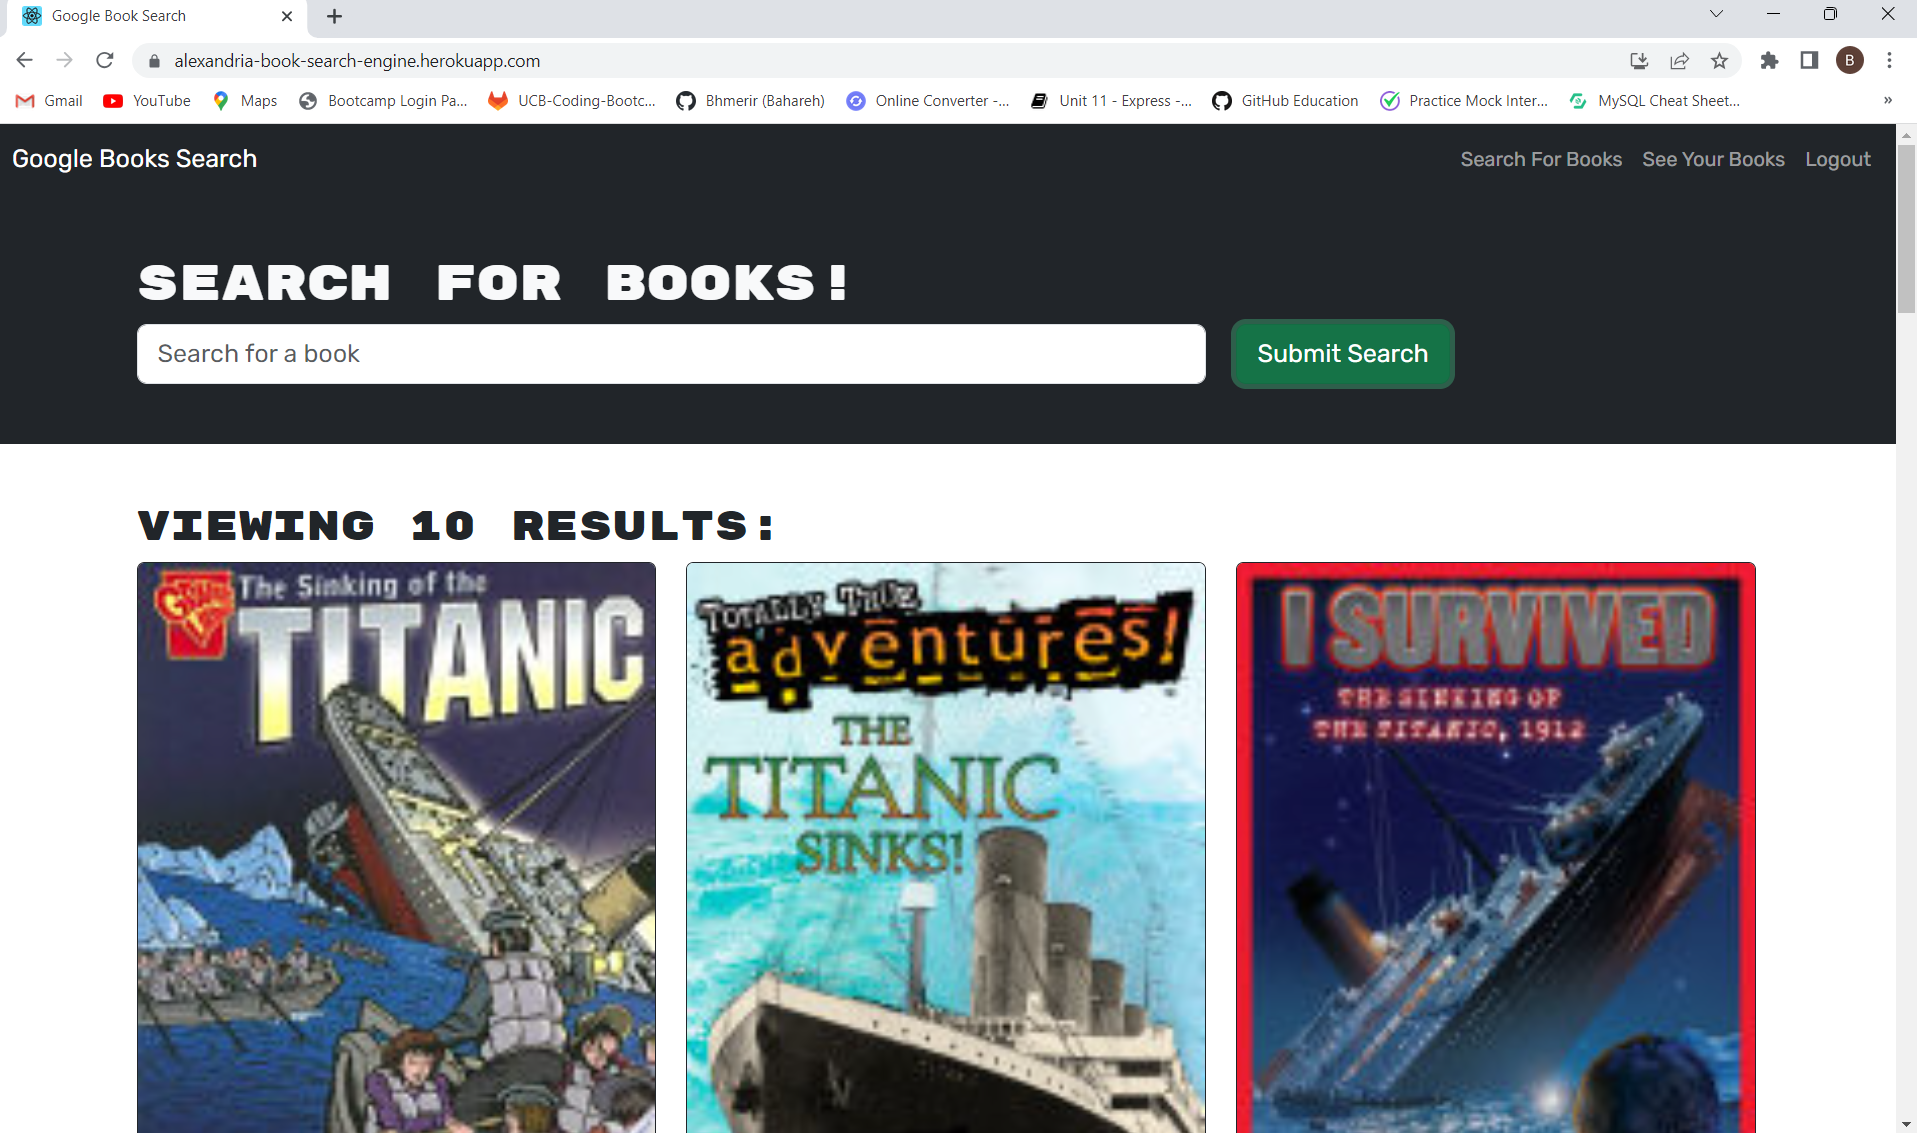 Google Book Search
alexandria-book-search-engine.herokuapp.com
B
Gmail YouTube Maps Bootcamp Login Pa... UCB-Coding-Bootc... Bhmerir (Bahareh) Online Converter -... Unit 11 - Express -... GitHub Education Practice Mock Inter... MySQL Cheat Sheet... »
Google Books Search
Search For Books See Your Books Logout
SEARCH FOR BOOKS!
Search for a book
Submit Search
VIEWING 10 RESULTS:
The Sinking of the
TITANIC
TOTALLY TRUE
adventures!
THE
TITANIC
SINKS!
I SURVIVED
THE SINKING OF
THE TITANIC, 1912